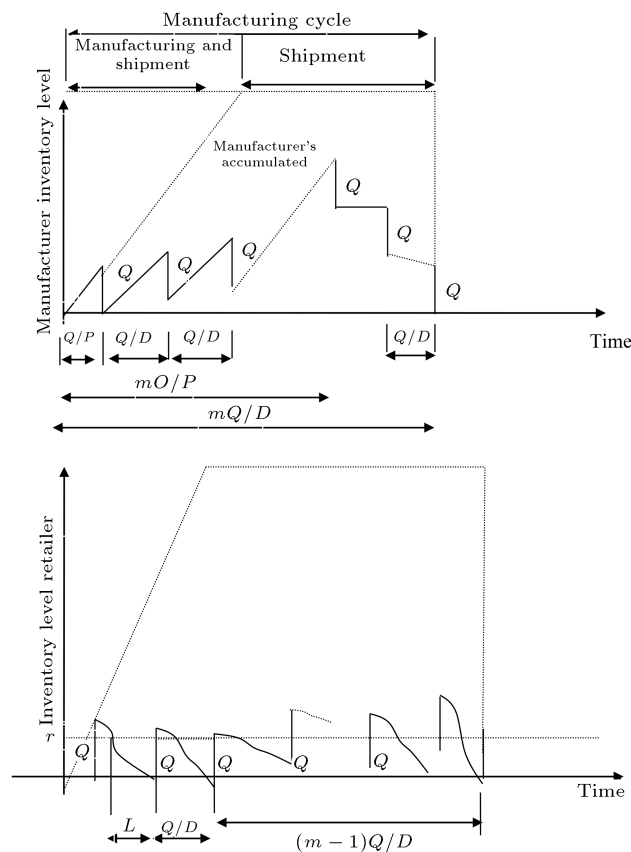 Manufacturing cycle
Manufacturing and
shipment
Shipment
Manufacturer inventory level
Manufacturer's
accumulated
Q
Q
Q
Q
Q
Q
Q/P
Q/D
Q/D
Q/D
Time
mO/P
mQ/D
Inventory level retailer
r
Q
Q
Q
Q
Q
Time
L
Q/D
(m − 1)Q/D